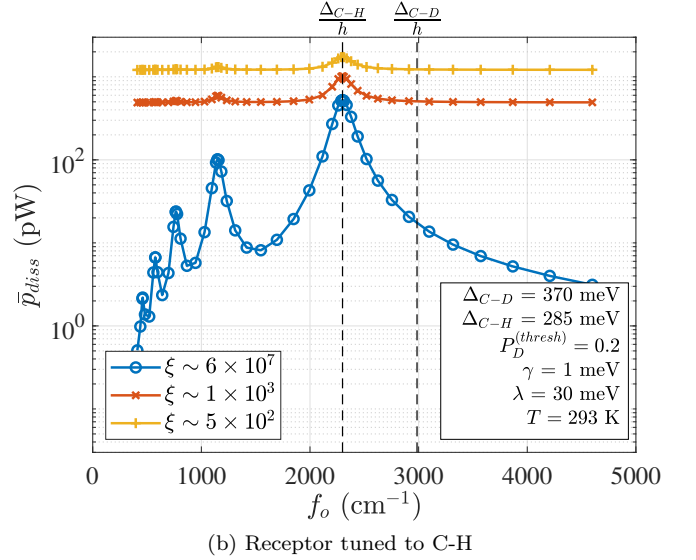 Δ_{C−H}/h Δ_{C−D}/h
10^2
10^0
p̄_{diss} (pW)
Δ_{C−D} = 370 meV
Δ_{C−H} = 285 meV
P_D^{(thresh)} = 0.2
γ = 1 meV
λ = 30 meV
T = 293 K
ξ ∼ 6 × 10^7
ξ ∼ 1 × 10^3
ξ ∼ 5 × 10^2
0 1000 2000 3000 4000 5000
f_o (cm^{−1})
(b) Receptor tuned to C-H